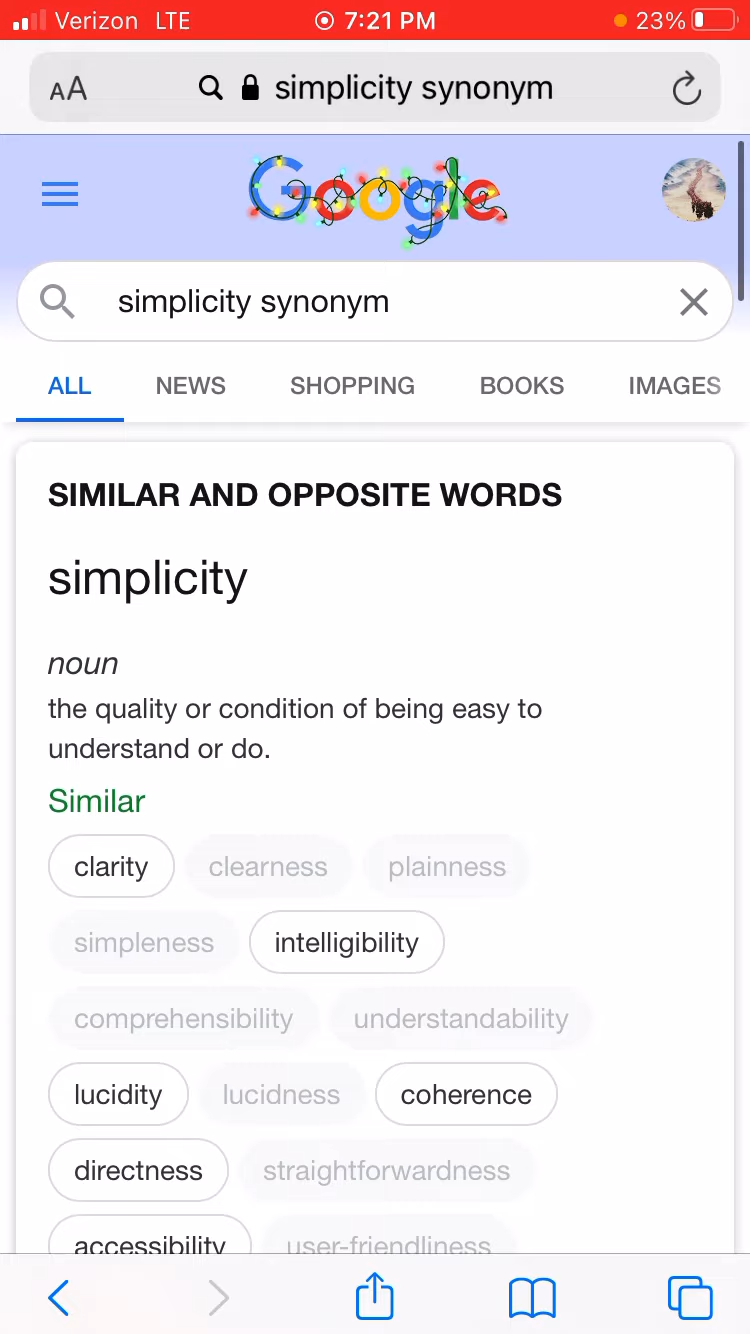 Verizon LTE 7:21 PM 23%
AA simplicity synonym
Google
simplicity synonym
ALL NEWS SHOPPING BOOKS IMAGES
SIMILAR AND OPPOSITE WORDS
simplicity
noun
the quality or condition of being easy to
understand or do.
Similar
clarity clearness plainness
simpleness intelligibility
comprehensibility understandability
lucidity lucidness coherence
directness straightforwardness
accessibility user-friendliness